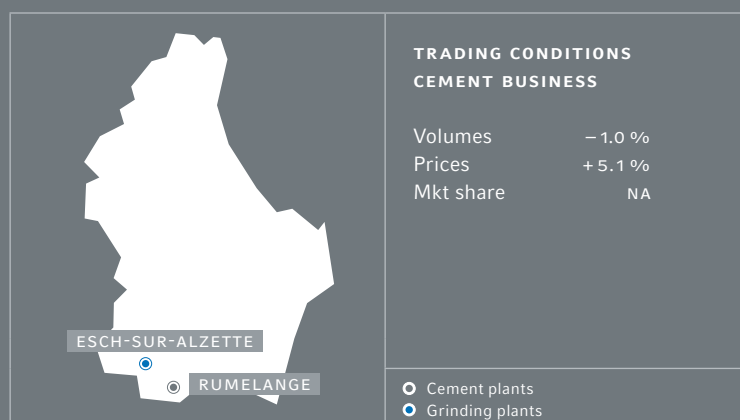 ESCH-SUR-ALZETTE
RUMELANGE
TRADING CONDITIONS
CEMENT BUSINESS
Volumes −1.0 %
Prices +5.1 %
Mkt share NA
Cement plants
Grinding plants